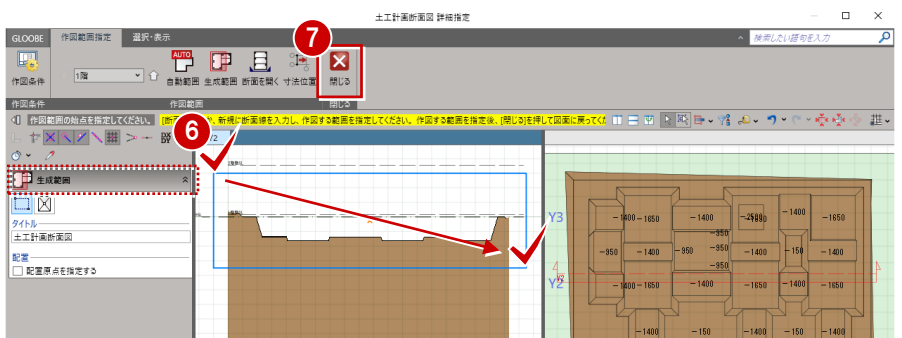 土工計画断面図 詳細指定
GLOOBE 作図範囲指定 選択・表示 検索したい語句を入力
7
作図条件 1階 自動範囲 生成範囲 断面を開く 寸法位置 閉じる
AUTO
作図条件 作図範囲 閉じる
作図範囲の始点を指定してください。 新規に断面線を入力し、作図する範囲を指定してください。作図する範囲を指定後、[閉じる]を押して図面に戻ってくだ
6
生成範囲
タイトル
土工計画断面図
配置
配置原点を指定する
Y3
Y2
-1400 -1650 -1400 -1400 -1650
-950
-950 -1400 -950 -950 -1400 -150 -1400
-950
-1400 -1650 -1400 -1650 -1400 -1650
-1400 -150 -1400 -150 -1400